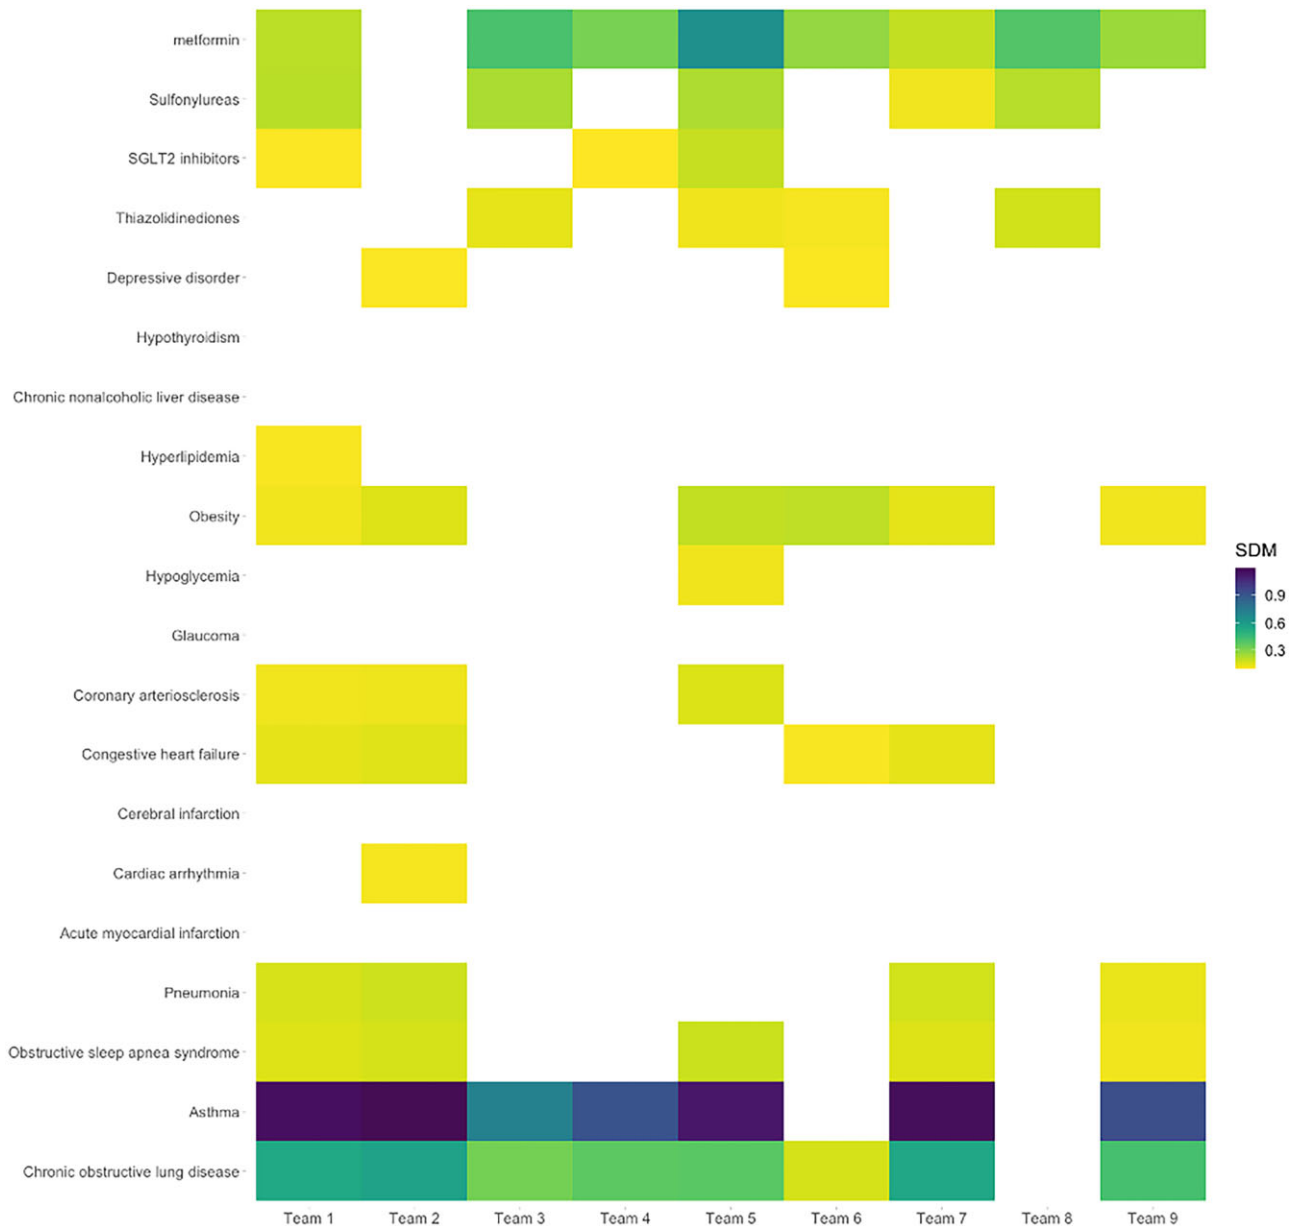 metformin
Sulfonylureas
SGLT2 inhibitors
Thiazolidinediones
Depressive disorder
Hypothyroidism
Chronic nonalcoholic liver disease
Hyperlipidemia
Obesity
Hypoglycemia
Glaucoma
Coronary arteriosclerosis
Congestive heart failure
Cerebral infarction
Cardiac arrhythmia
Acute myocardial infarction
Pneumonia
Obstructive sleep apnea syndrome
Asthma
Chronic obstructive lung disease
Team 1 Team 2 Team 3 Team 4 Team 5 Team 6 Team 7 Team 8 Team 9
SDM
0.9
0.6
0.3